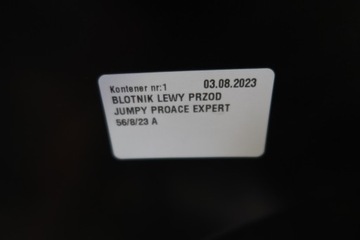 Kontener nr:1 03.08.2023
BLOTNIK LEWY PRZOD
JUMPY PROACE EXPERT
56/8/23 A